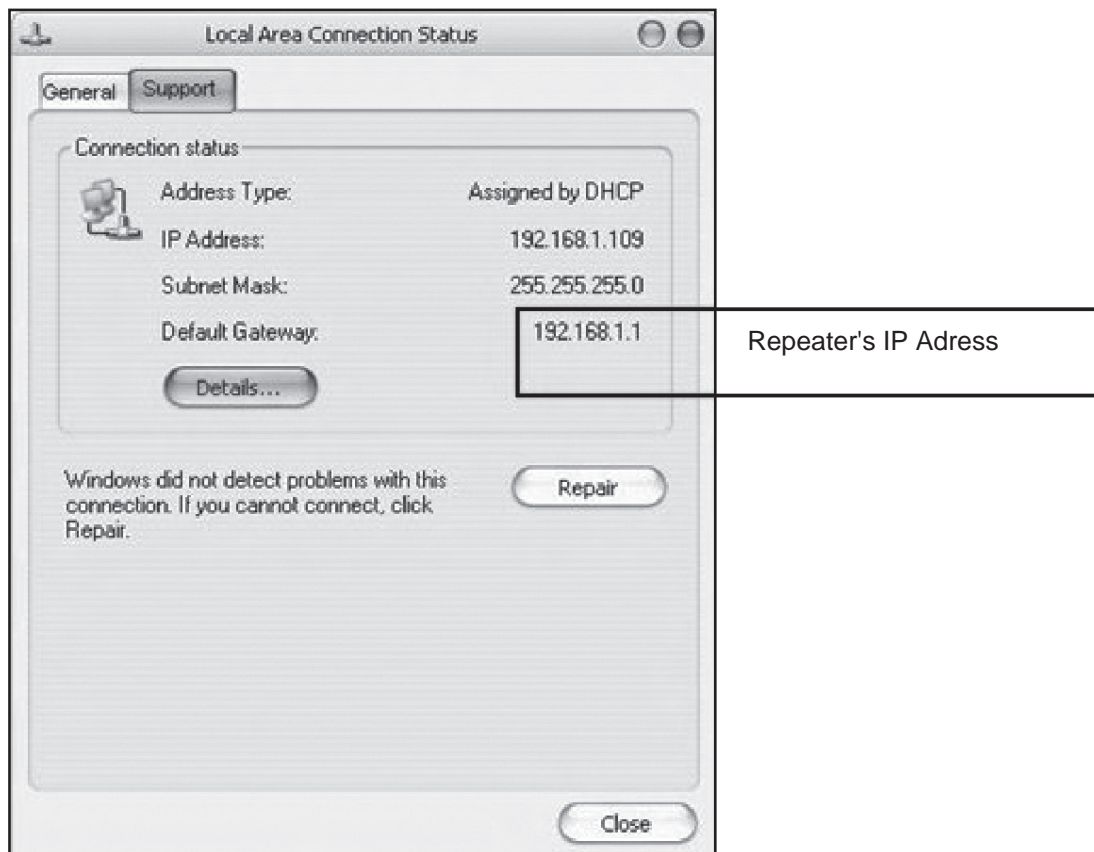 Local Area Connection Status
General
Support
Connection status
Address Type: Assigned by DHCP
IP Address: 192.168.1.109
Subnet Mask: 255.255.255.0
Default Gateway: 192.168.1.1
Repeater's IP Adress
Details...
Windows did not detect problems with this
connection. If you cannot connect, click
Repair.
Repair
Close